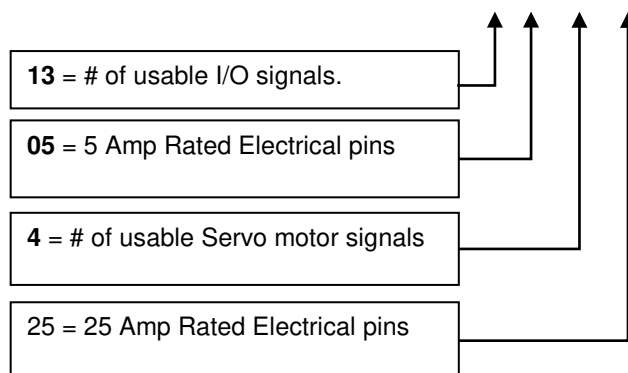 13 = # of usable I/O signals.
05 = 5 Amp Rated Electrical pins
4 = # of usable Servo motor signals
25 = 25 Amp Rated Electrical pins